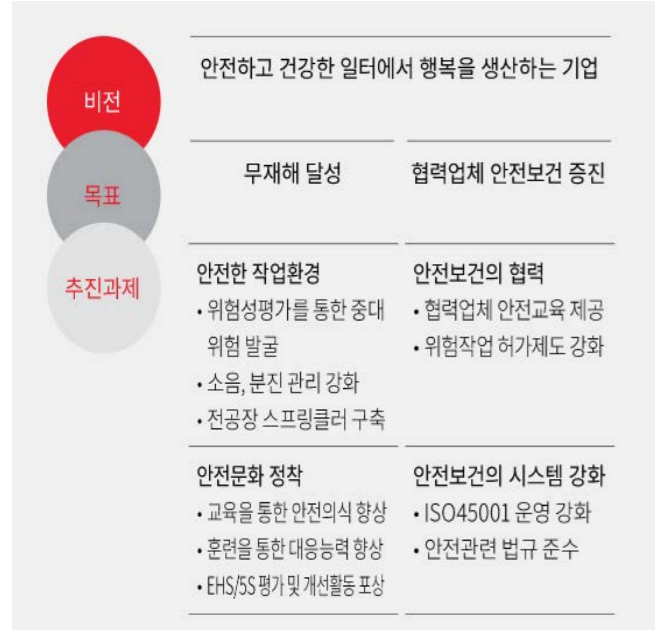 비전
안전하고 건강한 일터에서 행복을 생산하는 기업
목표
무재해 달성
협력업체 안전보건 증진
추진과제
안전한 작업환경
• 위험성평가를 통한 중대
위험 발굴
• 소음, 분진 관리 강화
• 전공장 스프링클러 구축
안전보건의 협력
• 협력업체 안전교육 제공
• 위험작업 허가제도 강화
안전문화 정착
• 교육을 통한 안전의식 향상
• 훈련을 통한 대응능력 향상
• EHS/5S 평가 및 개선활동 포상
안전보건의 시스템 강화
• ISO45001 운영 강화
• 안전관련 법규 준수